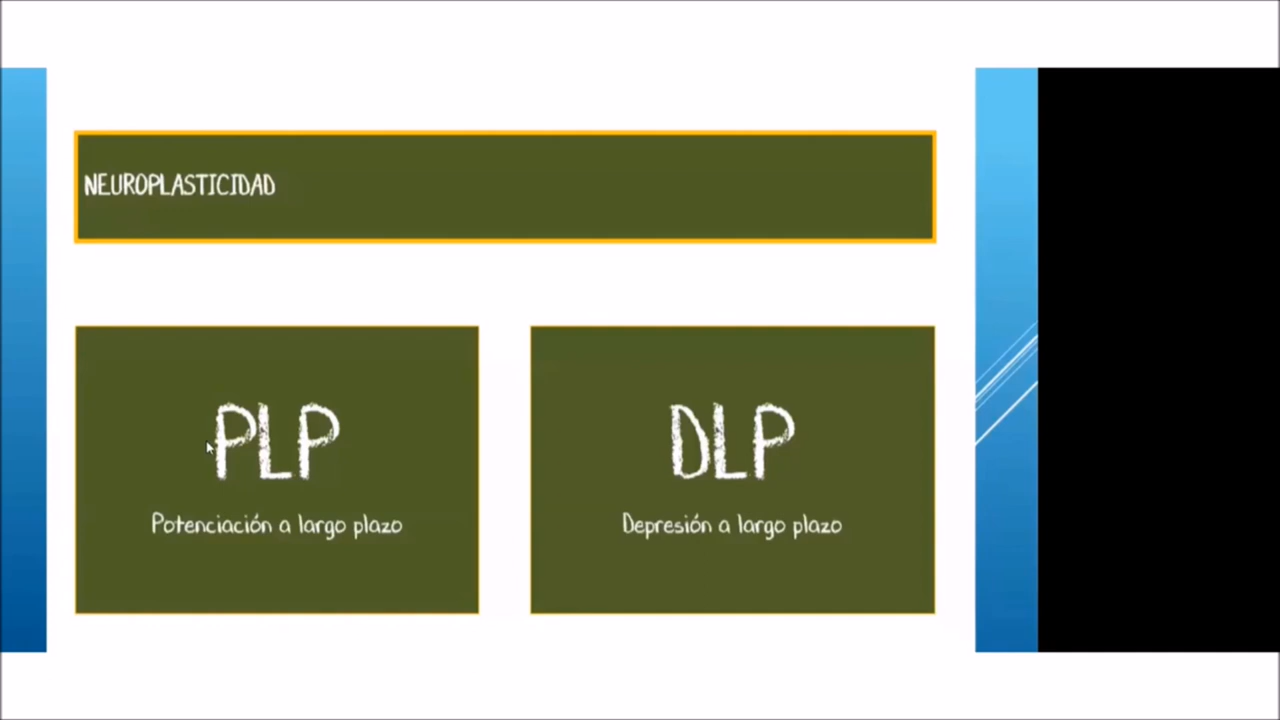 NEUROPLASTICIDAD
PLP
Potenciación a largo plazo
DLP
Depresión a largo plazo